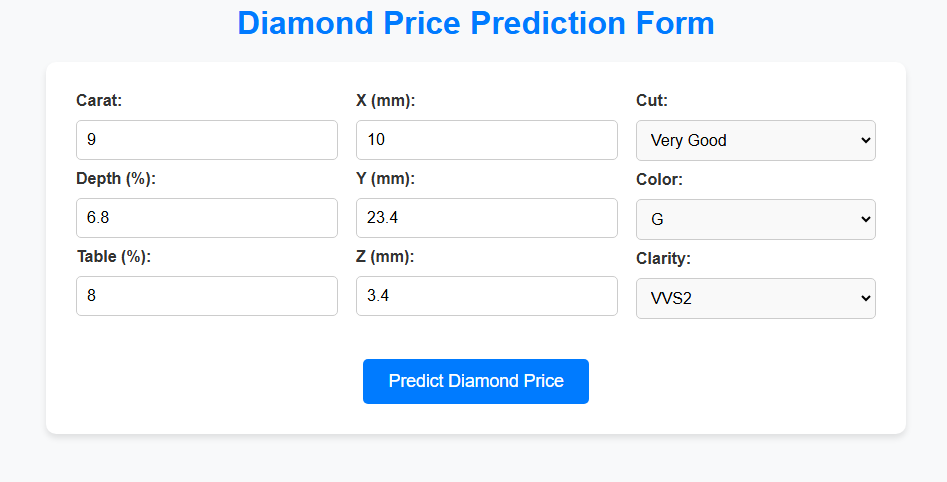 Diamond Price Prediction Form
Carat: X (mm): Cut:
9 10 Very Good
Depth (%): Y (mm): Color:
6.8 23.4 G
Table (%): Z (mm): Clarity:
8 3.4 VVS2
Predict Diamond Price